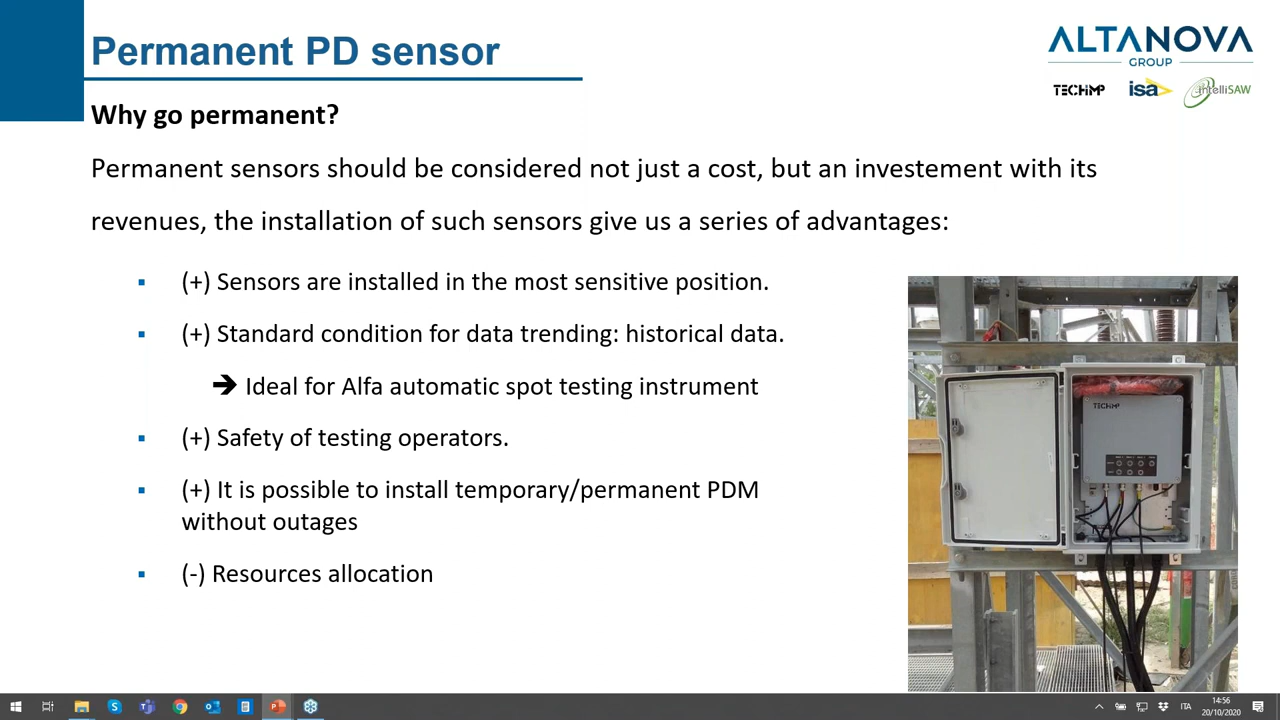 Permanent PD sensor
ALTANOVA
GROUP
TECHIMP
isa
intelliSAW
Why go permanent?
Permanent sensors should be considered not just a cost, but an investement with its
revenues, the installation of such sensors give us a series of advantages:
▪ (+) Sensors are installed in the most sensitive position.
▪ (+) Standard condition for data trending: historical data.
➔ Ideal for Alfa automatic spot testing instrument
▪ (+) Safety of testing operators.
▪ (+) It is possible to install temporary/permanent PDM
without outages
▪ (-) Resources allocation
TECHIMP
ITA
14:56
20/10/2020